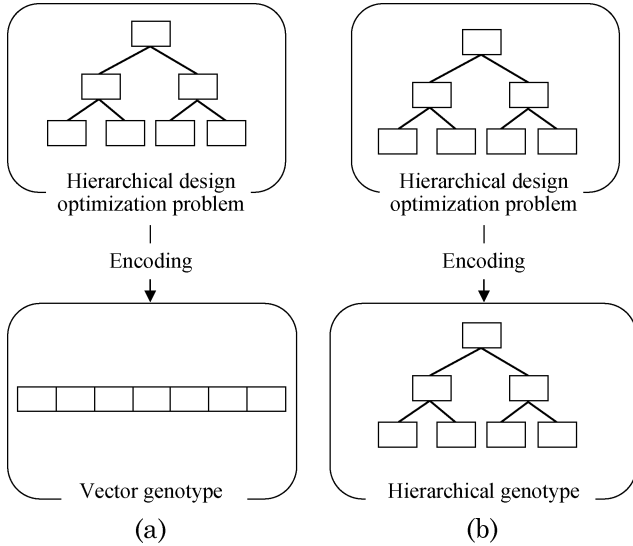 Hierarchical design
optimization problem
Encoding
Vector genotype
(a)
Hierarchical design
optimization problem
Encoding
Hierarchical genotype
(b)